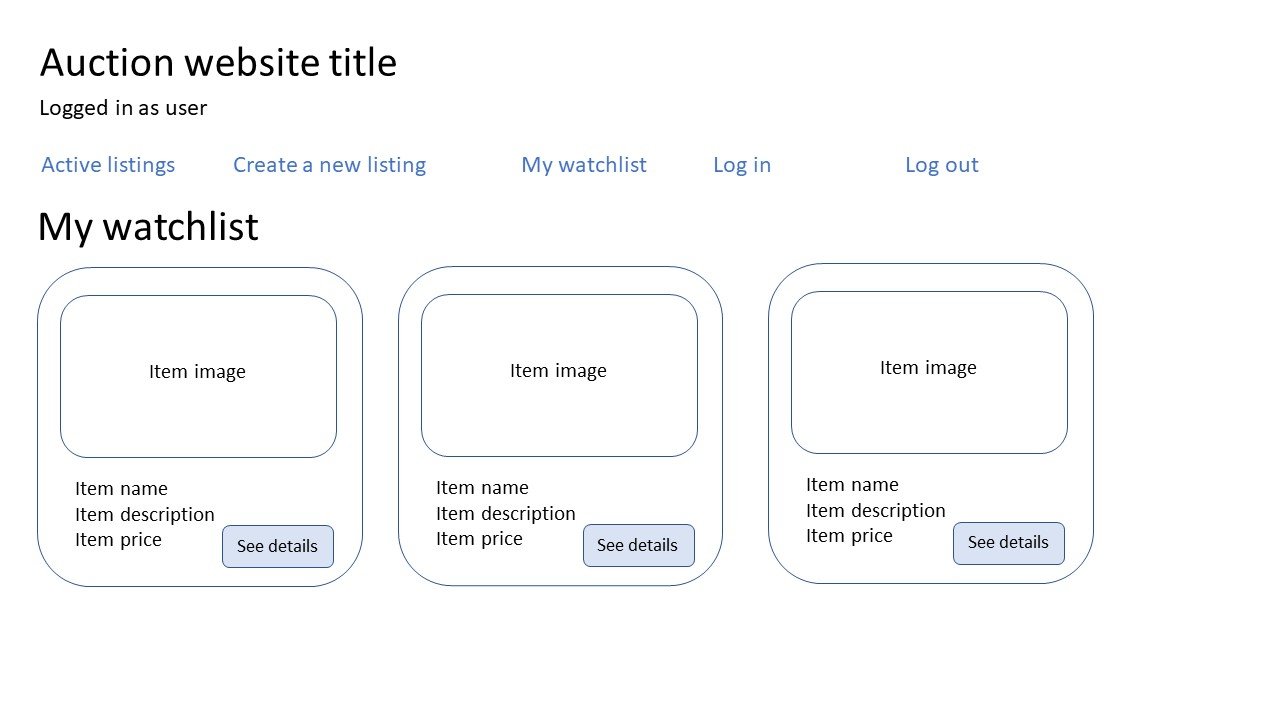 Auction website title
Logged in as user
Active listings Create a new listing My watchlist Log in Log out
My watchlist
Item image
Item name
Item description
Item price
See details
Item image
Item name
Item description
Item price
See details
Item image
Item name
Item description
Item price
See details